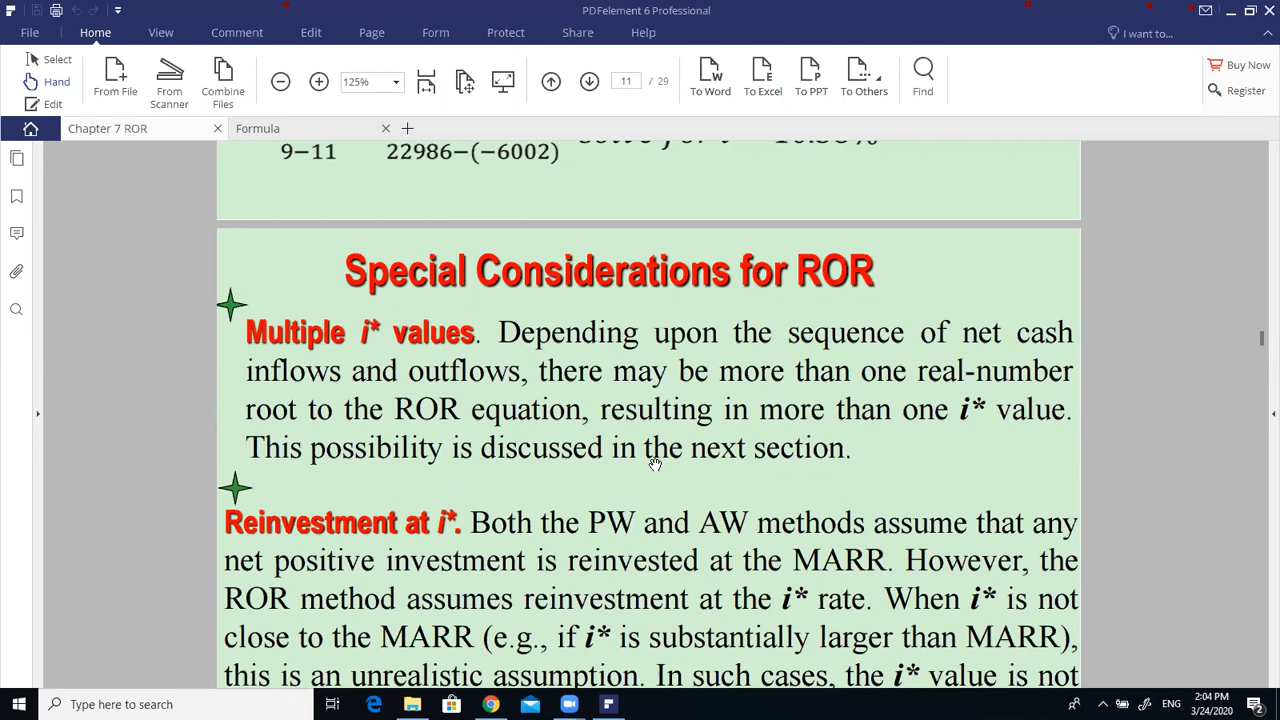 PDFelement 6 Professional
File Home View Comment Edit Page Form Protect Share Help I want to...
Select
Hand
Edit
From File
From Scanner
Combine Files
125%
11 / 29
To Word To Excel To PPT To Others
Find
Buy Now
Register
Chapter 7 ROR
Formula
9−11 22986−(−6002)
Special Considerations for ROR
Multiple i* values. Depending upon the sequence of net cash
inflows and outflows, there may be more than one real-number
root to the ROR equation, resulting in more than one i* value.
This possibility is discussed in the next section.
Reinvestment at i*. Both the PW and AW methods assume that any
net positive investment is reinvested at the MARR. However, the
ROR method assumes reinvestment at the i* rate. When i* is not
close to the MARR (e.g., if i* is substantially larger than MARR),
this is an unrealistic assumption. In such cases, the i* value is not
Type here to search
ENG
2:04 PM
3/24/2020
2